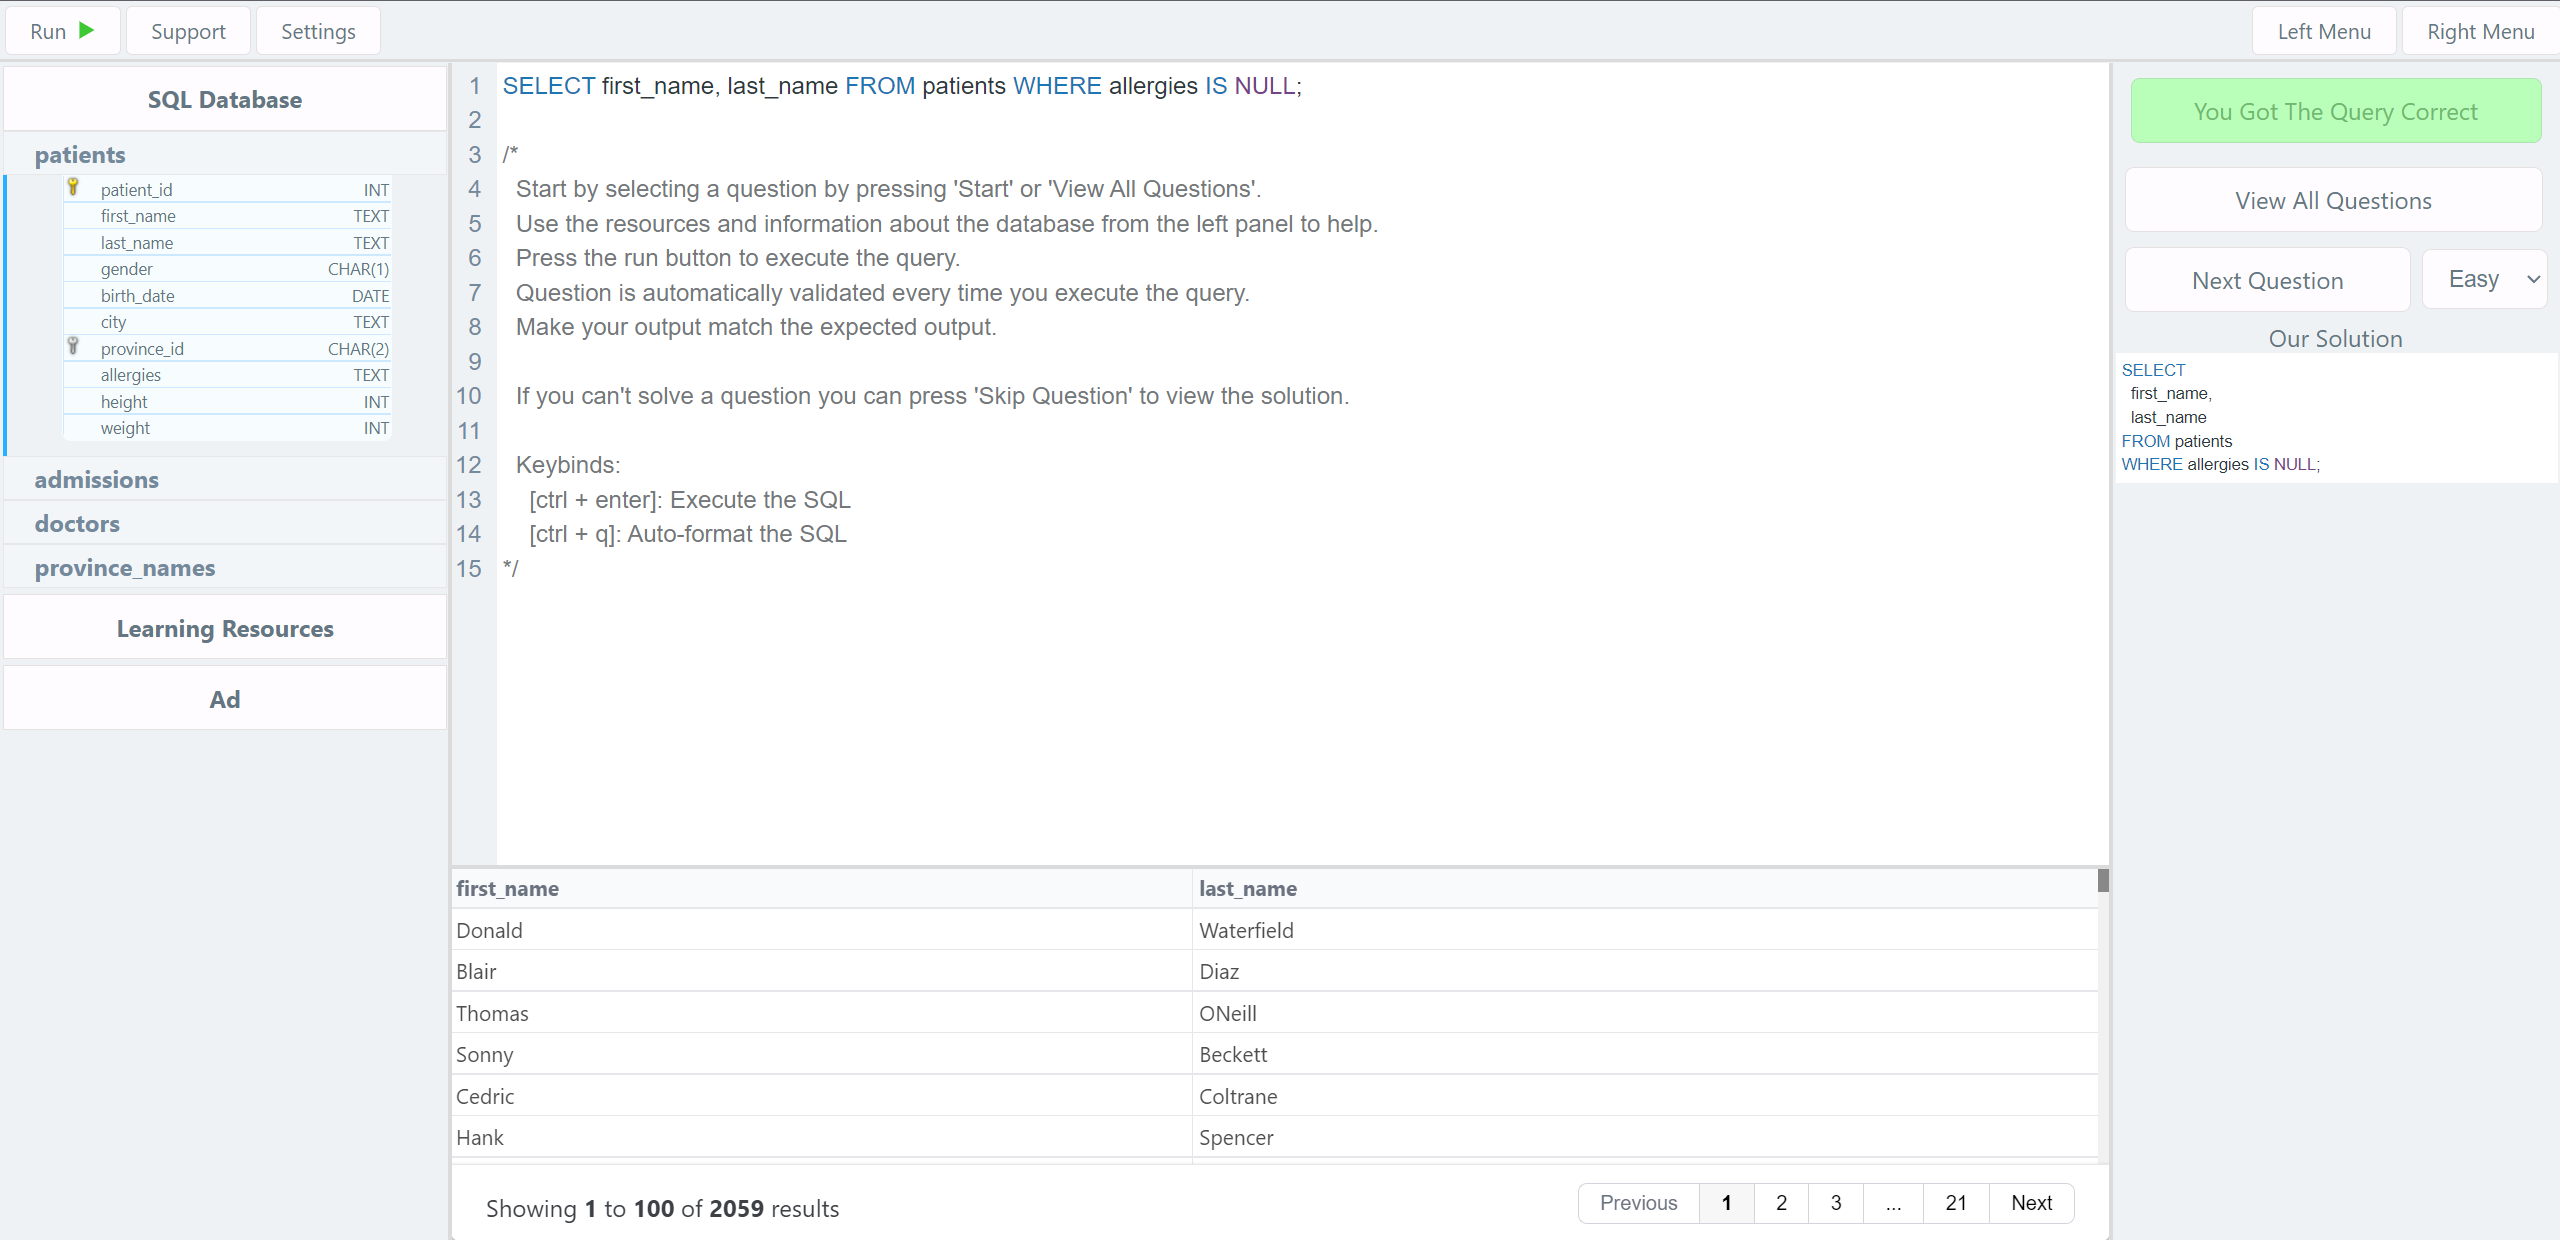 Run
Support
Settings
Left Menu
Right Menu
SQL Database
patients
patient_id INT
first_name TEXT
last_name TEXT
gender CHAR(1)
birth_date DATE
city TEXT
province_id CHAR(2)
allergies TEXT
height INT
weight INT
admissions
doctors
province_names
Learning Resources
Ad
1 SELECT first_name, last_name FROM patients WHERE allergies IS NULL;
2
3 /*
4 Start by selecting a question by pressing 'Start' or 'View All Questions'.
5 Use the resources and information about the database from the left panel to help.
6 Press the run button to execute the query.
7 Question is automatically validated every time you execute the query.
8 Make your output match the expected output.
9
10 If you can't solve a question you can press 'Skip Question' to view the solution.
11
12 Keybinds:
13 [ctrl + enter]: Execute the SQL
14 [ctrl + q]: Auto-format the SQL
15 */
first_name last_name
Donald Waterfield
Blair Diaz
Thomas ONeill
Sonny Beckett
Cedric Coltrane
Hank Spencer
Showing 1 to 100 of 2059 results
Previous 1 2 3 ... 21 Next
You Got The Query Correct
View All Questions
Next Question
Easy
Our Solution
SELECT
first_name,
last_name
FROM patients
WHERE allergies IS NULL;